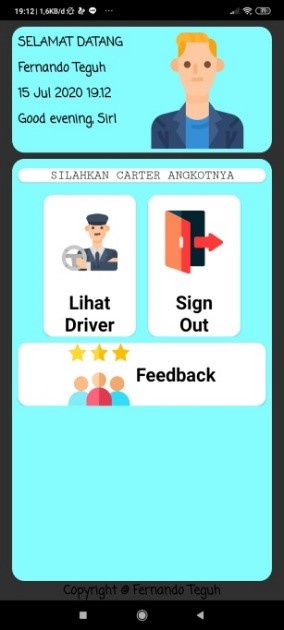 19:12 | 1,6KB/d
SELAMAT DATANG
Fernando Teguh
15 Jul 2020 19.12
Good evening, Sir!
SILAHKAN CARTER ANGKOTNYA
Lihat
Driver
Sign
Out
Feedback
Copyright @ Fernando Teguh